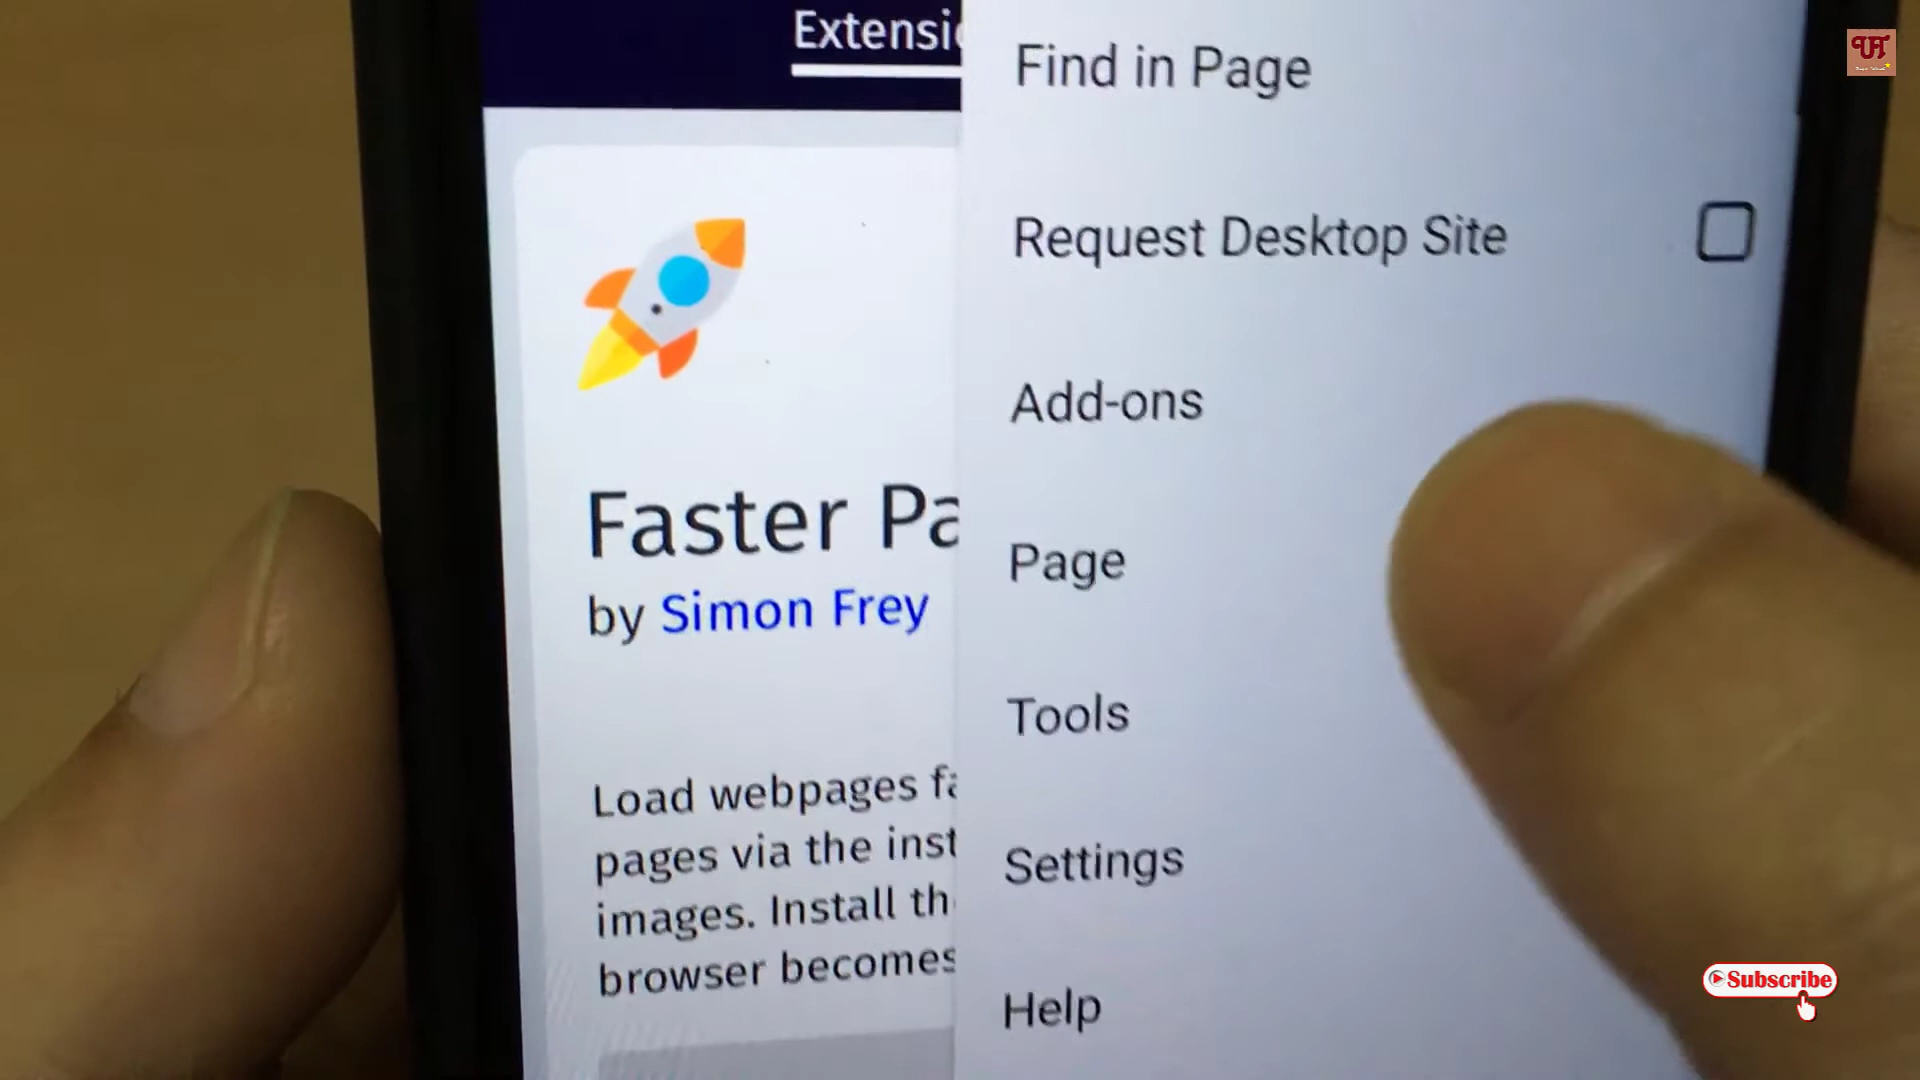 Extensi
Faster Pa
by Simon Frey
Load webpages fa
pages via the inst
images. Install th
browser becomes
Find in Page
Request Desktop Site
Add-ons
Page
Tools
Settings
Help
UT
Subscribe